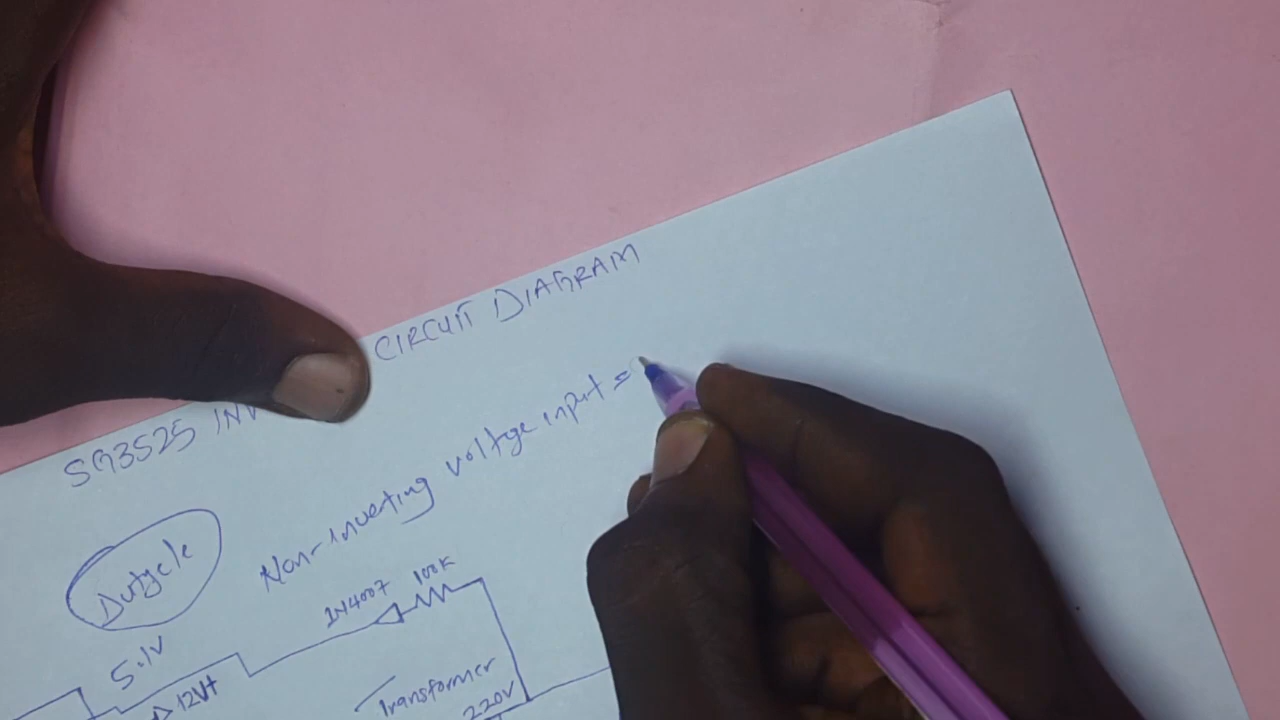 SG3525 INV CIRCUIT DIAGRAM
Non-inverting voltage input =
Dutycle
1N4007 100K
5.1V
12V+
Transformer
220V